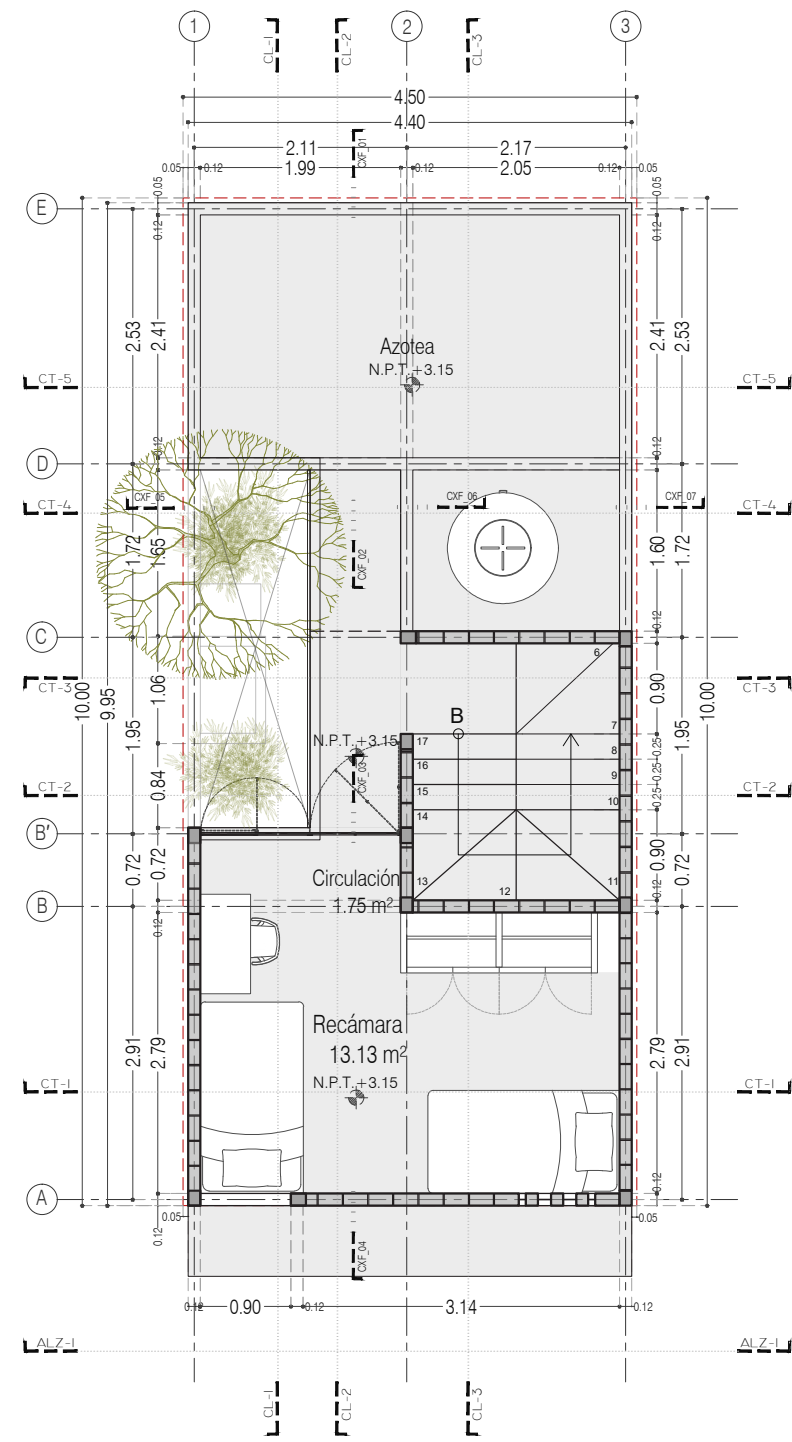 1 2 3
CL-1 CL-2 CL-3
4.50
4.40
2.11 2.17
0.05 0.12 1.99 0.12 2.05 0.12 0.05
CXF_01
0.05 0.05
E
0.12 0.12
2.53 2.41 2.41 2.53
Azotea
N.P.T. +3.15
CT-5 CT-5
0.12 0.12
D
CXF_05 CXF_06 CXF_07
CT-4 CT-4
1.72 1.65 1.60 1.72
CXF_02
0.12
C
6
CT-3 CT-3
10.00 9.95 1.95 1.06 0.90 1.95 10.00
B
7
N.P.T. +3.15 17
8
16 0.25
CXF_03
9
15 0.25
CT-2 CT-2
0.84 10 0.25
14
B'
0.72 0.72 0.90 0.72
Circulación 13 12 11
1.75 m²
B
0.12 0.12
Recámara
13.13 m²
2.91 2.79 2.79 2.91
N.P.T. +3.15
CT-1 CT-1
A
0.12
0.05 0.05
0.12
CXF_04
0.12 0.90 0.12 3.14 0.12
ALZ-1 ALZ-1
CL-1 CL-2 CL-3